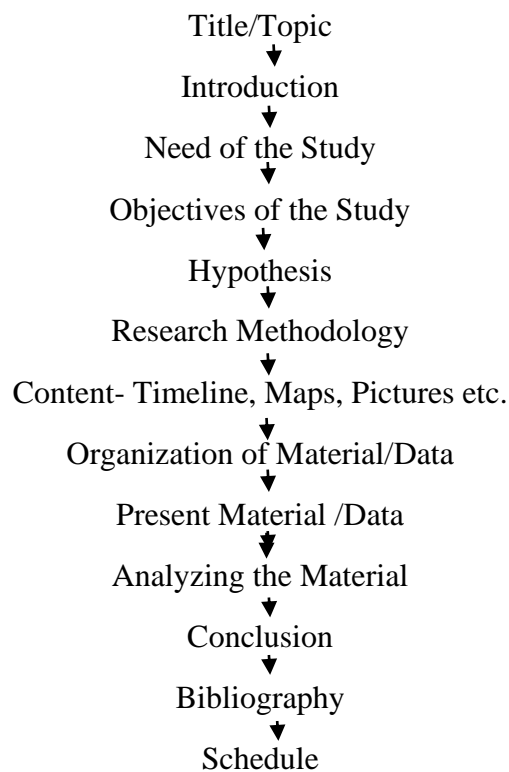 Title/Topic
Introduction
Need of the Study
Objectives of the Study
Hypothesis
Research Methodology
Content- Timeline, Maps, Pictures etc.
Organization of Material/Data
Present Material /Data
Analyzing the Material
Conclusion
Bibliography
Schedule